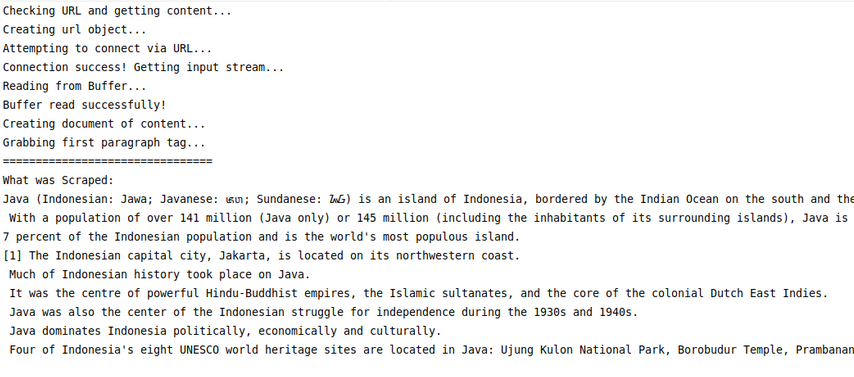 Checking URL and getting content...
Creating url object...
Attempting to connect via URL...
Connection success! Getting input stream...
Reading from Buffer...
Buffer read successfully!
Creating document of content...
Grabbing first paragraph tag...
================================
What was Scraped:
Java (Indonesian: Jawa; Javanese: ꦗꦮ; Sundanese: ᮏᮝ) is an island of Indonesia, bordered by the Indian Ocean on the south and the
With a population of over 141 million (Java only) or 145 million (including the inhabitants of its surrounding islands), Java is
7 percent of the Indonesian population and is the world's most populous island.
[1] The Indonesian capital city, Jakarta, is located on its northwestern coast.
Much of Indonesian history took place on Java.
It was the centre of powerful Hindu-Buddhist empires, the Islamic sultanates, and the core of the colonial Dutch East Indies.
Java was also the center of the Indonesian struggle for independence during the 1930s and 1940s.
Java dominates Indonesia politically, economically and culturally.
Four of Indonesia's eight UNESCO world heritage sites are located in Java: Ujung Kulon National Park, Borobudur Temple, Prambanan